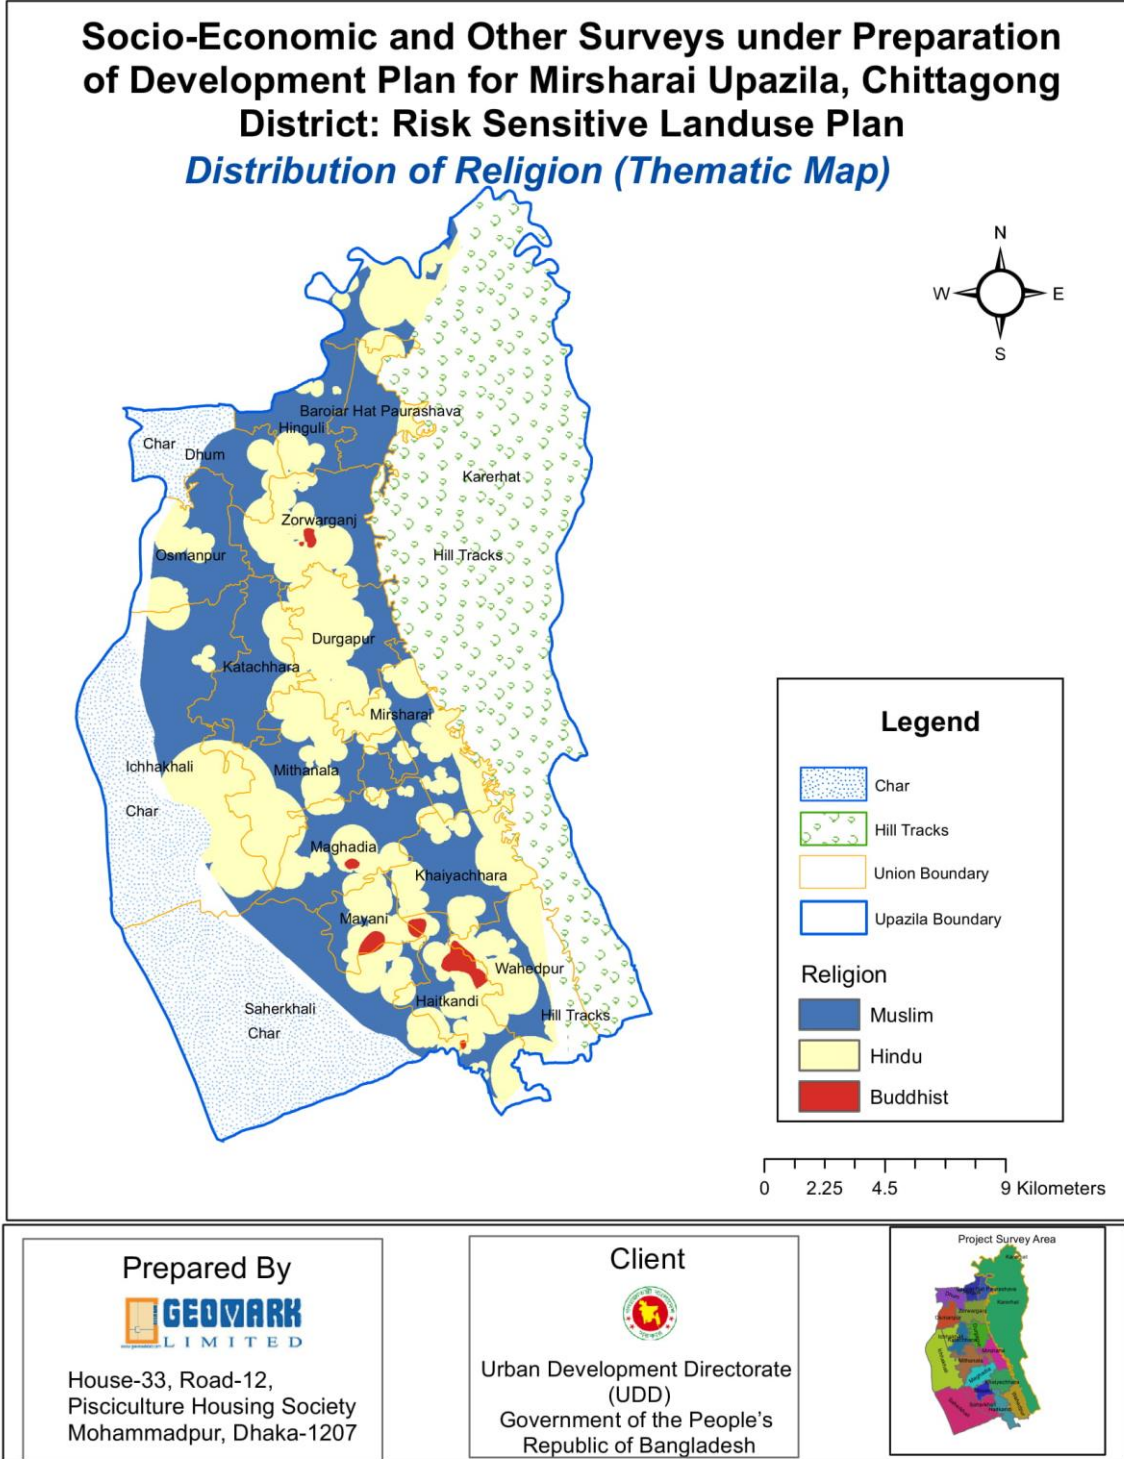 Socio-Economic and Other Surveys under Preparation
of Development Plan for Mirsharai Upazila, Chittagong
District: Risk Sensitive Landuse Plan
Distribution of Religion (Thematic Map)
N
W
E
S
Baroiar Hat Paurashava
Hinguli
Char
Dhum
Karerhat
Zorwarganj
Osmanpur
Hill Tracks
Durgapur
Katachhara
Mirsharai
Ichhakhali
Mithanala
Char
Maghadia
Khaiyachhara
Mayani
Wahedpur
Haitkandi
Saherkhali
Hill Tracks
Char
Legend
Char
Hill Tracks
Union Boundary
Upazila Boundary
Religion
Muslim
Hindu
Buddhist
0 2.25 4.5 9 Kilometers
Prepared By
GEOMARK
LIMITED
House-33, Road-12,
Pisciculture Housing Society
Mohammadpur, Dhaka-1207
Client
Urban Development Directorate
(UDD)
Government of the People's
Republic of Bangladesh
Project Survey Area